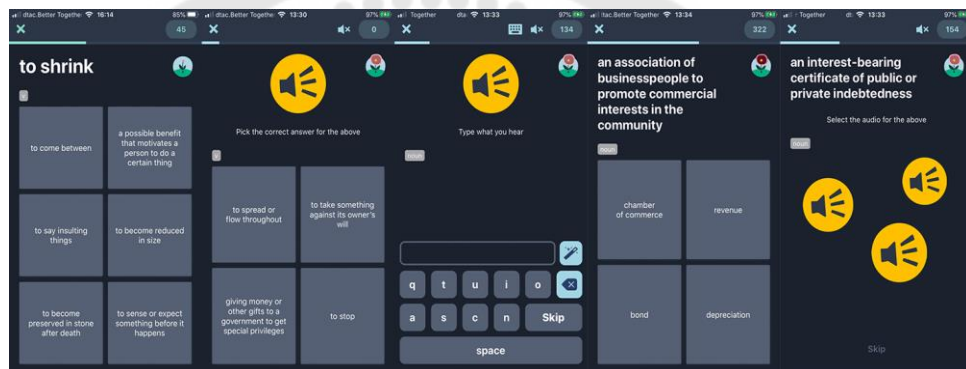 dtac.Better Together 16:14 85%
45
to shrink
v
to come between
a possible benefit
that motivates a
person to do a
certain thing
to say insulting
things
to become reduced
in size
to become
preserved in stone
after death
to sense or expect
something before it
happens
dtac.Better Togethe 13:30 97%
0
Pick the correct answer for the above
v
to spread or
flow throughout
to take something
against its owner's
will
giving money or
other gifts to a
government to get
special privileges
to stop
Together dta 13:33 97%
134
Type what you hear
noun
q t u i o
a s c n Skip
space
dtac.Better Together 13:34 97%
322
an association of
businesspeople to
promote commercial
interests in the
community
noun
chamber
of commerce
revenue
bond
depreciation
Together 13:33 97%
154
an interest-bearing
certificate of public or
private indebtedness
Select the audio for the above
noun
Skip